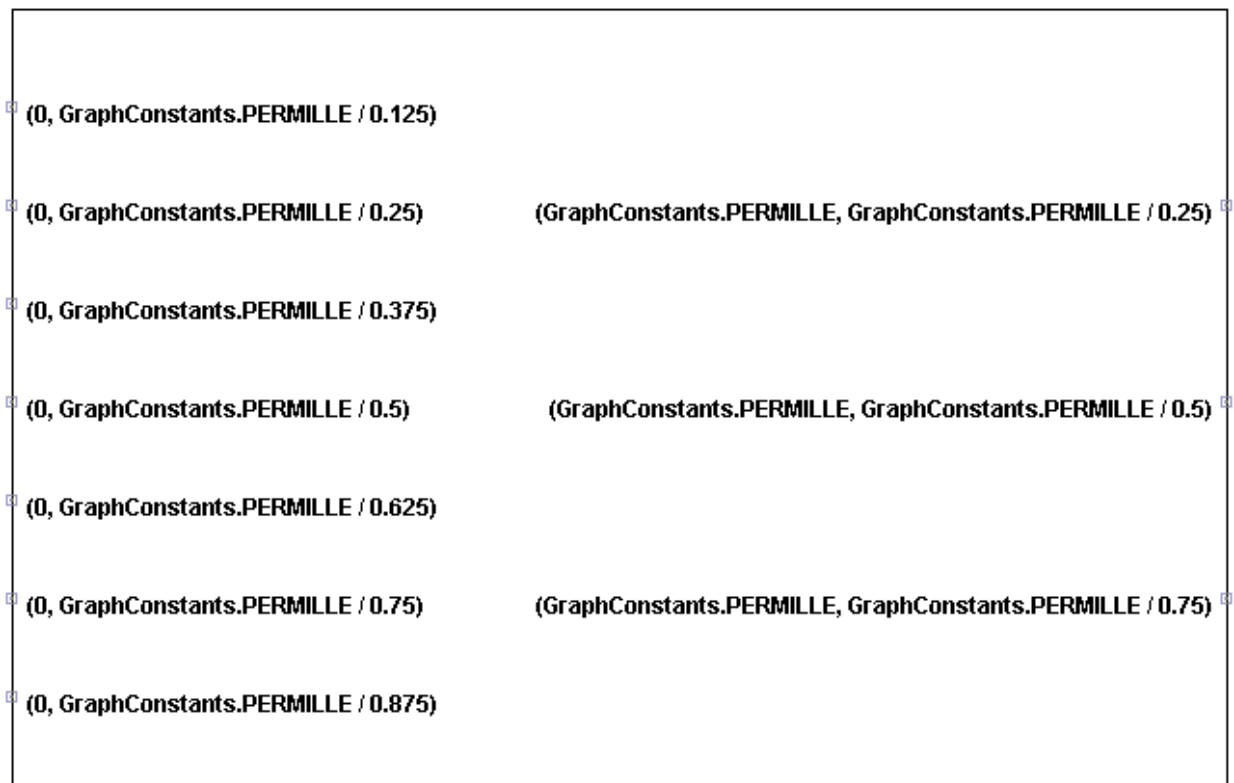 (0, GraphConstants.PERMILLE / 0.125)
(0, GraphConstants.PERMILLE / 0.25) (GraphConstants.PERMILLE, GraphConstants.PERMILLE / 0.25)
(0, GraphConstants.PERMILLE / 0.375)
(0, GraphConstants.PERMILLE / 0.5) (GraphConstants.PERMILLE, GraphConstants.PERMILLE / 0.5)
(0, GraphConstants.PERMILLE / 0.625)
(0, GraphConstants.PERMILLE / 0.75) (GraphConstants.PERMILLE, GraphConstants.PERMILLE / 0.75)
(0, GraphConstants.PERMILLE / 0.875)